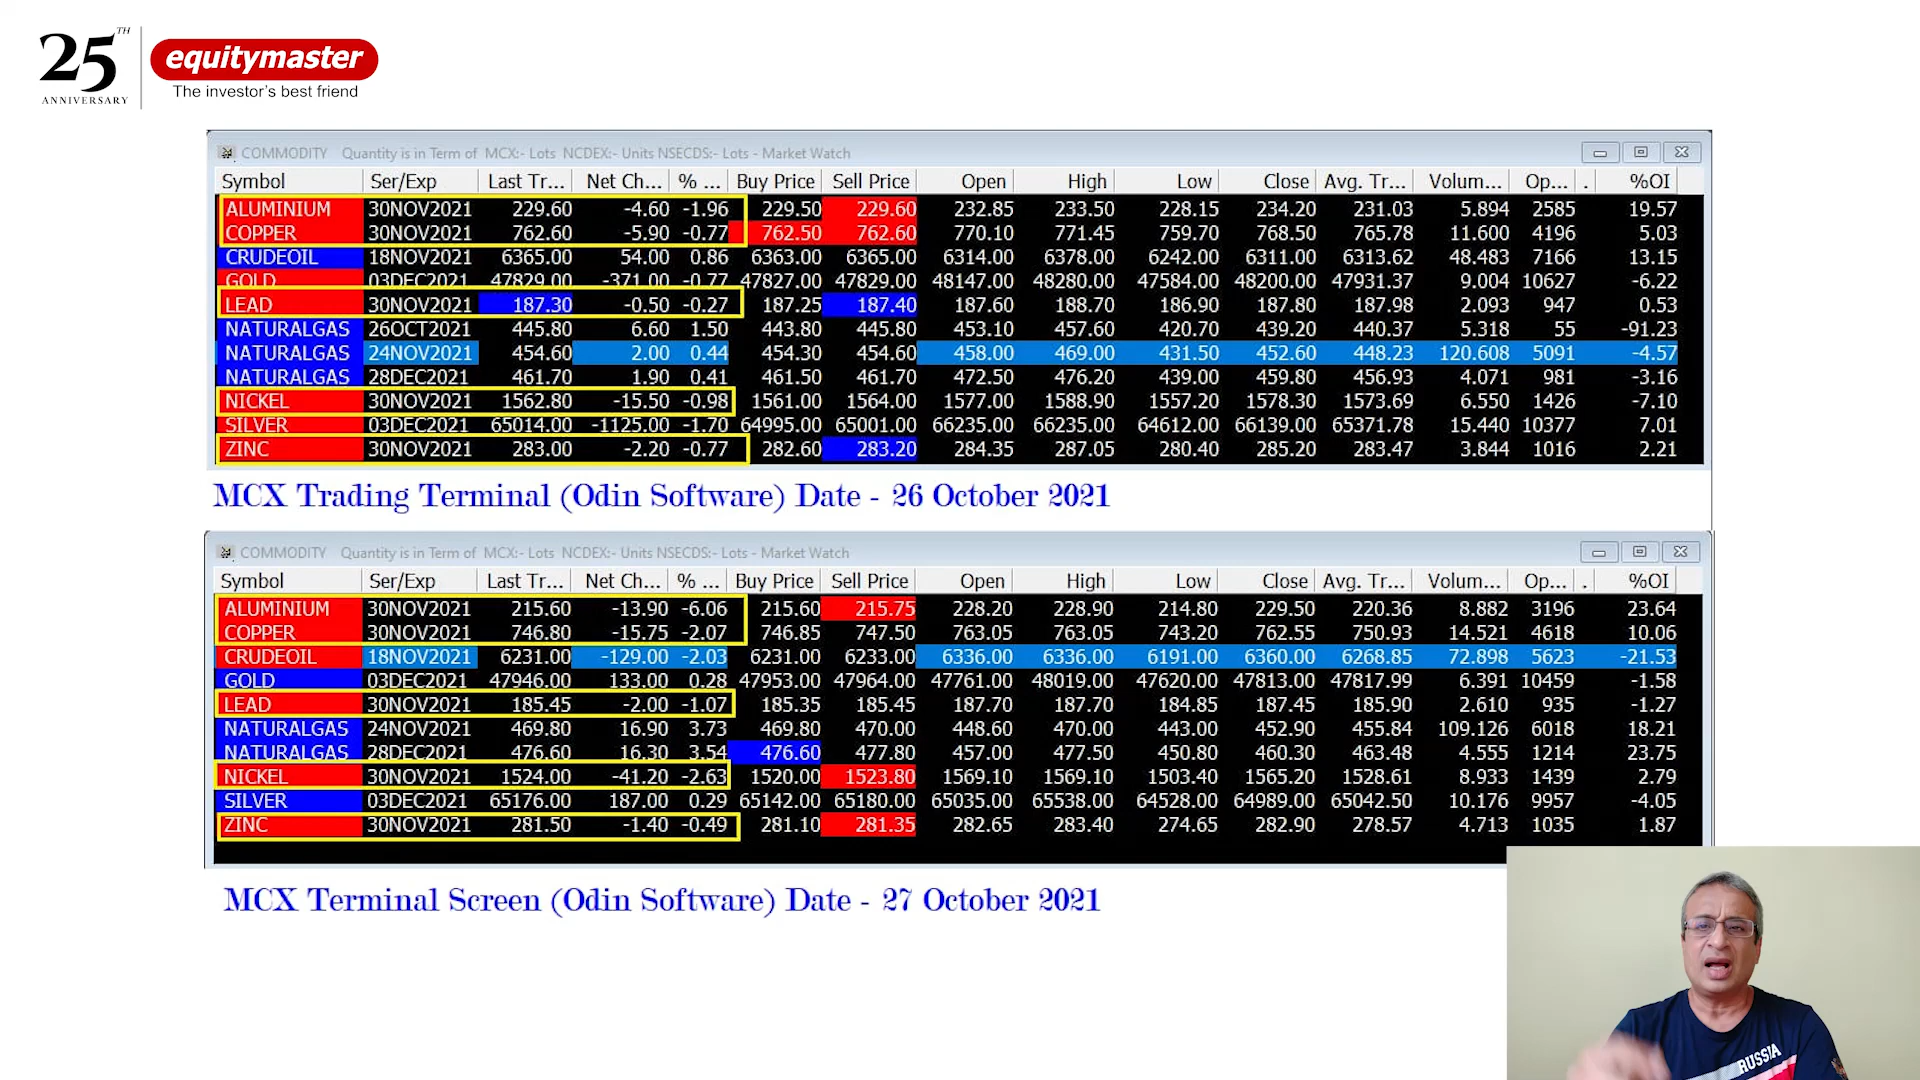 25TH
ANNIVERSARY
equitymaster
The investor's best friend
COMMODITY Quantity is in Term of MCX:- Lots NCDEX:- Units NSECDS:- Lots - Market Watch
Symbol Ser/Exp Last Tr... Net Ch... % ... Buy Price Sell Price Open High Low Close Avg. Tr... Volum... Op... . %OI
ALUMINIUM 30NOV2021 229.60 -4.60 -1.96 229.50 229.60 232.85 233.50 228.15 234.20 231.03 5.894 2585 19.57
COPPER 30NOV2021 762.60 -5.90 -0.77 762.50 762.60 770.10 771.45 759.70 768.50 765.78 11.600 4196 5.03
CRUDEOIL 18NOV2021 6365.00 54.00 0.86 6363.00 6365.00 6314.00 6378.00 6242.00 6311.00 6313.62 48.483 7166 13.15
GOLD 03DEC2021 47829.00 -371.00 -0.77 47827.00 47829.00 48147.00 48280.00 47584.00 48200.00 47931.37 9.004 10627 -6.22
LEAD 30NOV2021 187.30 -0.50 -0.27 187.25 187.40 187.60 188.70 186.90 187.80 187.98 2.093 947 0.53
NATURALGAS 26OCT2021 445.80 6.60 1.50 443.80 445.80 453.10 457.60 420.70 439.20 440.37 5.318 55 -91.23
NATURALGAS 24NOV2021 454.60 2.00 0.44 454.30 454.60 458.00 469.00 431.50 452.60 448.23 120.608 5091 -4.57
NATURALGAS 28DEC2021 461.70 1.90 0.41 461.50 461.70 472.50 476.20 439.00 459.80 456.93 4.071 981 -3.16
NICKEL 30NOV2021 1562.80 -15.50 -0.98 1561.00 1564.00 1577.00 1588.90 1557.20 1578.30 1573.69 6.550 1426 -7.10
SILVER 03DEC2021 65014.00 -1125.00 -1.70 64995.00 65001.00 66235.00 66235.00 64612.00 66139.00 65371.78 15.440 10377 7.01
ZINC 30NOV2021 283.00 -2.20 -0.77 282.60 283.20 284.35 287.05 280.40 285.20 283.47 3.844 1016 2.21
MCX Trading Terminal (Odin Software) Date - 26 October 2021
COMMODITY Quantity is in Term of MCX:- Lots NCDEX:- Units NSECDS:- Lots - Market Watch
Symbol Ser/Exp Last Tr... Net Ch... % ... Buy Price Sell Price Open High Low Close Avg. Tr... Volum... Op... . %OI
ALUMINIUM 30NOV2021 215.60 -13.90 -6.06 215.60 215.75 228.20 228.90 214.80 229.50 220.36 8.882 3196 23.64
COPPER 30NOV2021 746.80 -15.75 -2.07 746.85 747.50 763.05 763.05 743.20 762.55 750.93 14.521 4618 10.06
CRUDEOIL 18NOV2021 6231.00 -129.00 -2.03 6231.00 6233.00 6336.00 6336.00 6191.00 6360.00 6268.85 72.898 5623 -21.53
GOLD 03DEC2021 47946.00 133.00 0.28 47953.00 47964.00 47761.00 48019.00 47620.00 47813.00 47817.99 6.391 10459 -1.58
LEAD 30NOV2021 185.45 -2.00 -1.07 185.35 185.45 187.70 187.70 184.85 187.45 185.90 2.610 935 -1.27
NATURALGAS 24NOV2021 469.80 16.90 3.73 469.80 470.00 448.60 470.00 443.00 452.90 455.84 109.126 6018 18.21
NATURALGAS 28DEC2021 476.60 16.30 3.54 476.60 477.80 457.00 477.50 450.80 460.30 463.48 4.555 1214 23.75
NICKEL 30NOV2021 1524.00 -41.20 -2.63 1520.00 1523.80 1569.10 1569.10 1503.40 1565.20 1528.61 8.933 1439 2.79
SILVER 03DEC2021 65176.00 187.00 0.29 65142.00 65180.00 65035.00 65538.00 64528.00 64989.00 65042.50 10.176 9957 -4.05
ZINC 30NOV2021 281.50 -1.40 -0.49 281.10 281.35 282.65 283.40 274.65 282.90 278.57 4.713 1035 1.87
MCX Terminal Screen (Odin Software) Date - 27 October 2021
RUSSIA